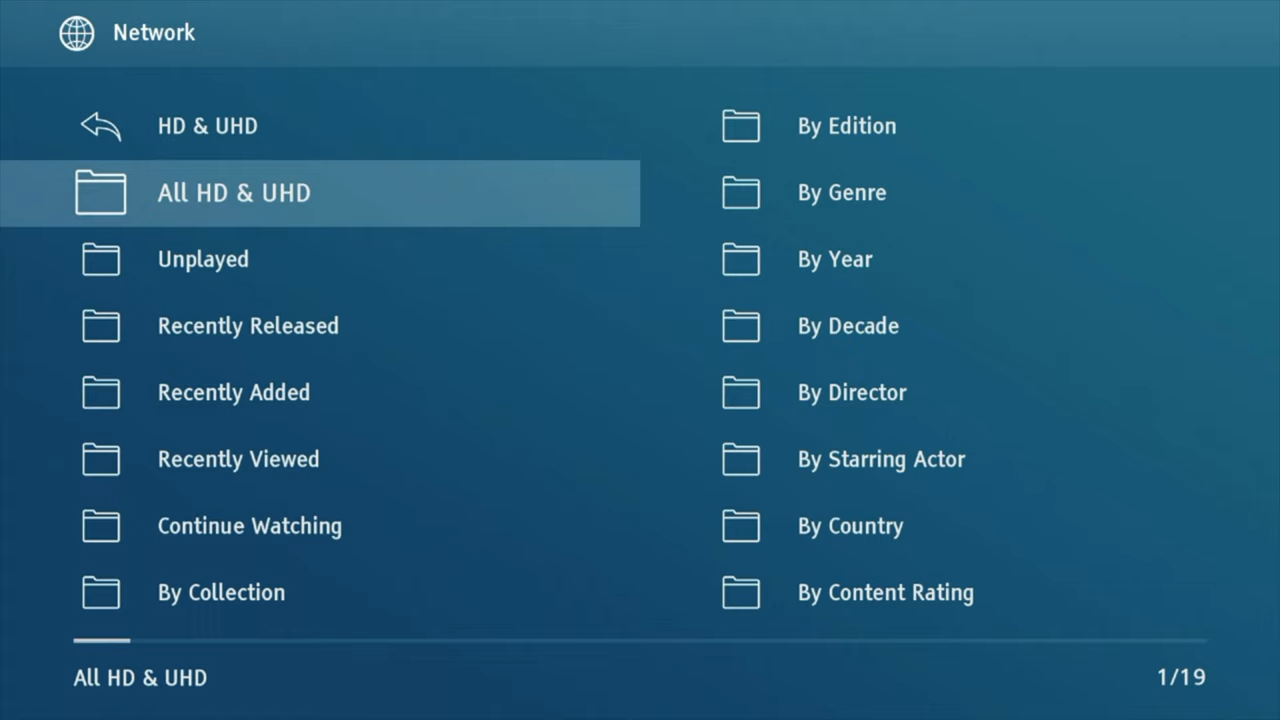 Network
HD & UHD
All HD & UHD
Unplayed
Recently Released
Recently Added
Recently Viewed
Continue Watching
By Collection
By Edition
By Genre
By Year
By Decade
By Director
By Starring Actor
By Country
By Content Rating
All HD & UHD
1/19